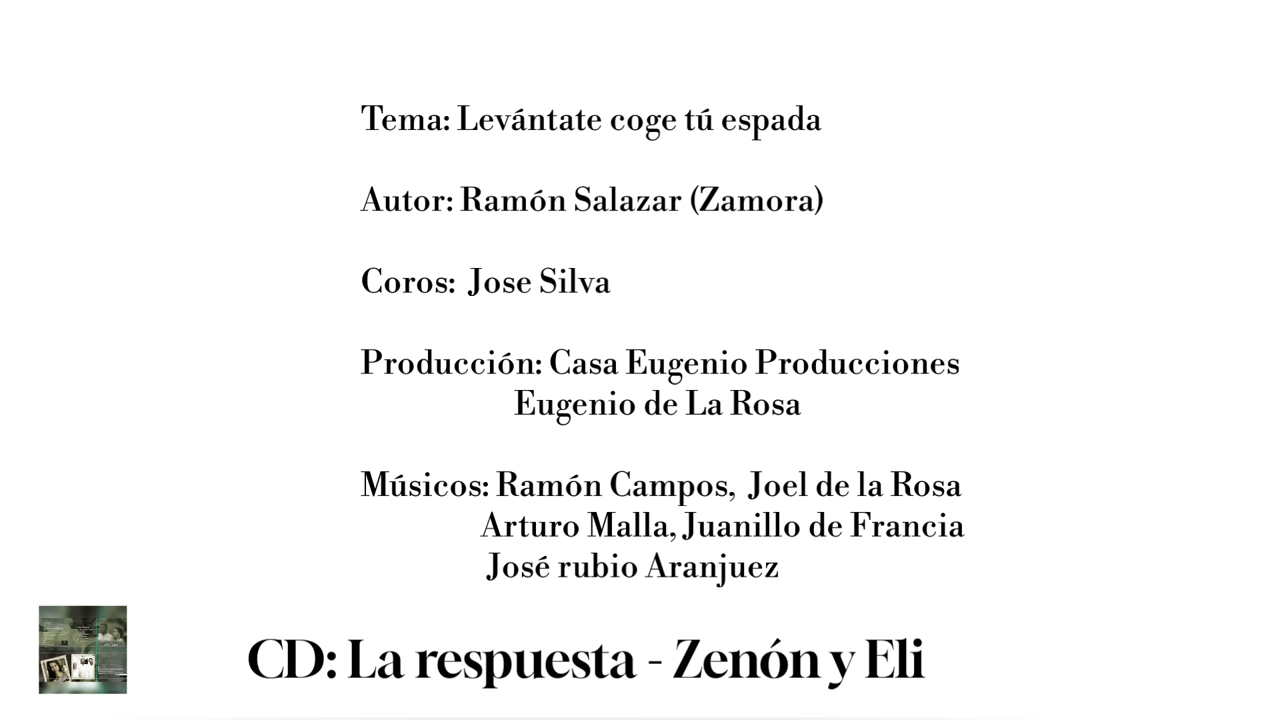 Tema: Levántate coge tú espada
Autor: Ramón Salazar (Zamora)
Coros: Jose Silva
Producción: Casa Eugenio Producciones
Eugenio de La Rosa
Músicos: Ramón Campos, Joel de la Rosa
Arturo Malla, Juanillo de Francia
José rubio Aranjuez
CD: La respuesta - Zenón y Eli